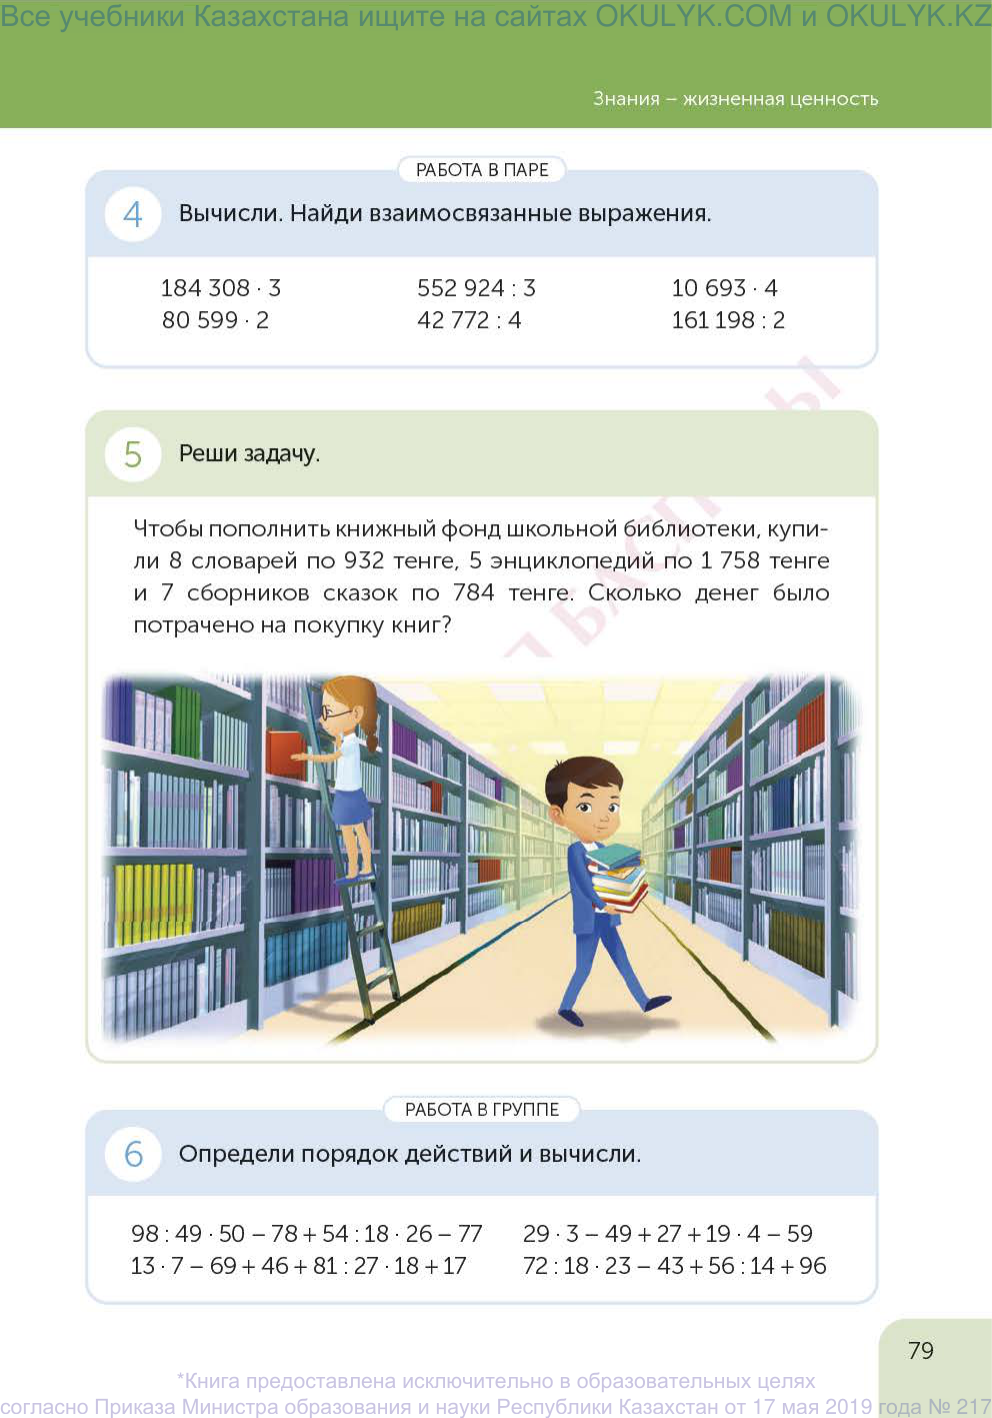 Все учебники Казахстана ищите на сайтах OKULYK.COM и OKULYK.KZ
Знания – жизненная ценность
РАБОТА В ПАРЕ
4 Вычисли. Найди взаимосвязанные выражения.
184 308 · 3 552 924 : 3 10 693 · 4
80 599 · 2 42 772 : 4 161 198 : 2
5 Реши задачу.
Чтобы пополнить книжный фонд школьной библиотеки, купи-
ли 8 словарей по 932 тенге, 5 энциклопедий по 1 758 тенге
и 7 сборников сказок по 784 тенге. Сколько денег было
потрачено на покупку книг?
РАБОТА В ГРУППЕ
6 Определи порядок действий и вычисли.
98 : 49 · 50 – 78 + 54 : 18 · 26 – 77 29 · 3 – 49 + 27 + 19 · 4 – 59
13 · 7 – 69 + 46 + 81 : 27 · 18 + 17 72 : 18 · 23 – 43 + 56 : 14 + 96
79
*Книга предоставлена исключительно в образовательных целях
согласно Приказа Министра образования и науки Республики Казахстан от 17 мая 2019 года № 217